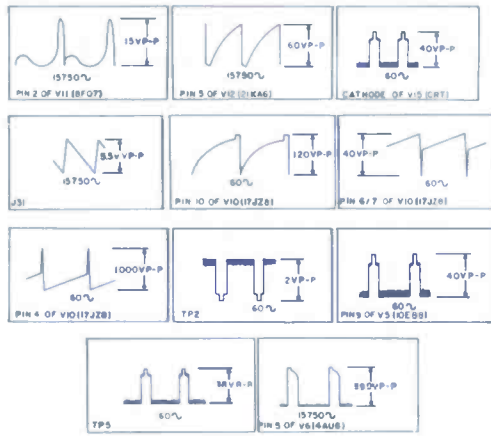 15VP-P
15750∿
PIN 2 OF V11 (8FQ7)
60VP-P
15750∿
PIN 5 OF V12 (21KA6)
40VP-P
60∿
CATHODE OF V15 (CRT)
VP-P
15750∿
J31
120VP-P
60∿
PIN 10 OF V10 (17JZ8)
40VP-P
60∿
PIN 6/7 OF V10 (17JZ8)
1000VP-P
60∿
PIN 4 OF V10 (17JZ8)
2VP-P
60∿
TP2
40VP-P
60∿
PIN 9 OF V5 (10EB8)
60∿
TP5
15750∿
PIN 5 OF V6 (4AU6)